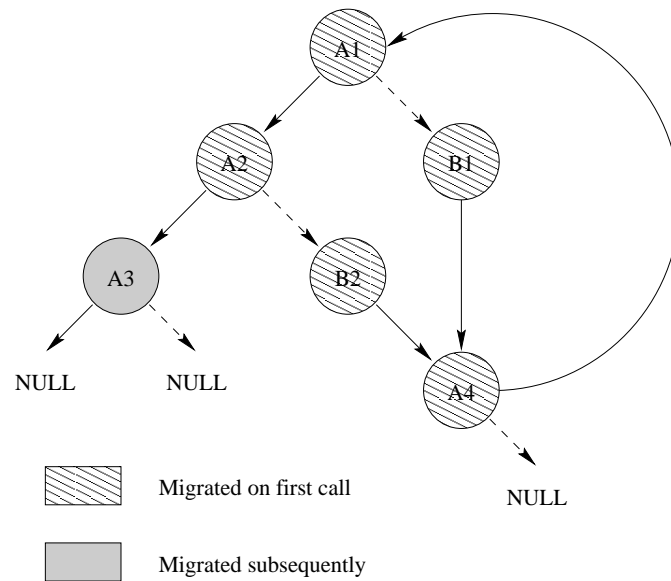 A1
A2
B1
A3
B2
NULL
NULL
A4
Migrated on first call
NULL
Migrated subsequently